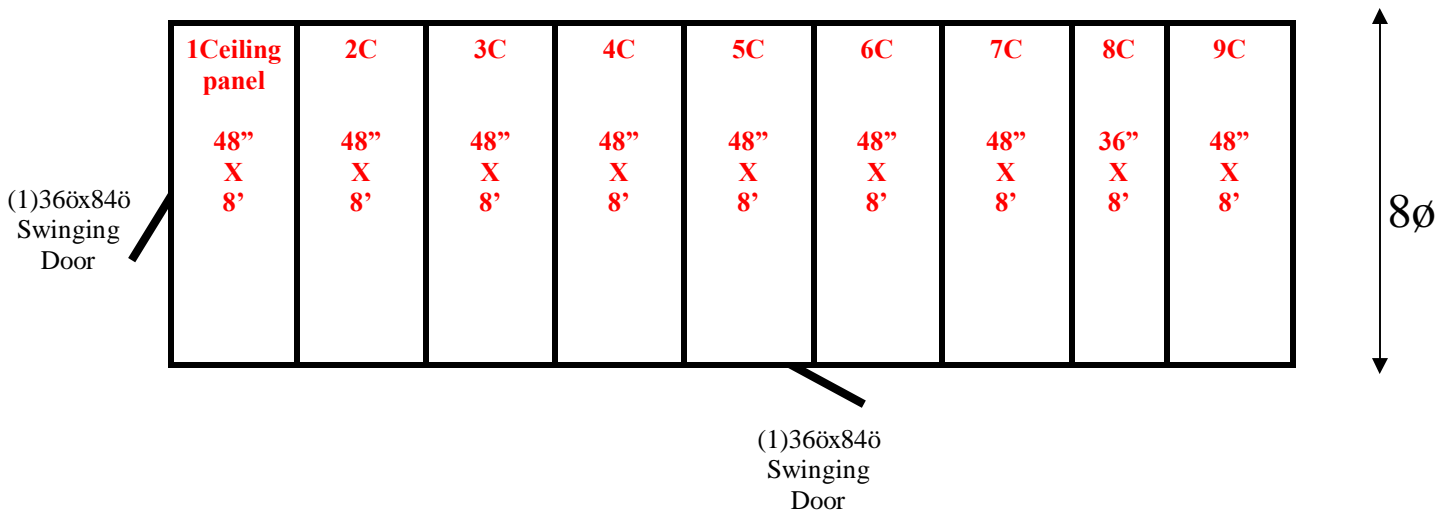 1Ceiling panel
48”
X
8’
2C
48”
X
8’
3C
48”
X
8’
4C
48”
X
8’
5C
48”
X
8’
6C
48”
X
8’
7C
48”
X
8’
8C
36”
X
8’
9C
48”
X
8’
(1)36öx84ö
Swinging
Door
8ø
(1)36öx84ö
Swinging
Door